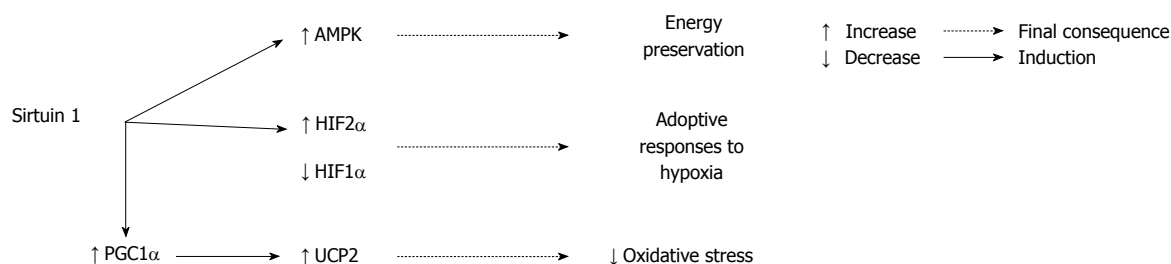 ↑ AMPK
Energy
preservation
↑ Increase
Final consequence
↓ Decrease
Induction
Sirtuin 1
↑ HIF2α
↓ HIF1α
Adoptive
responses to
hypoxia
↑ PGC1α
↑ UCP2
↓ Oxidative stress